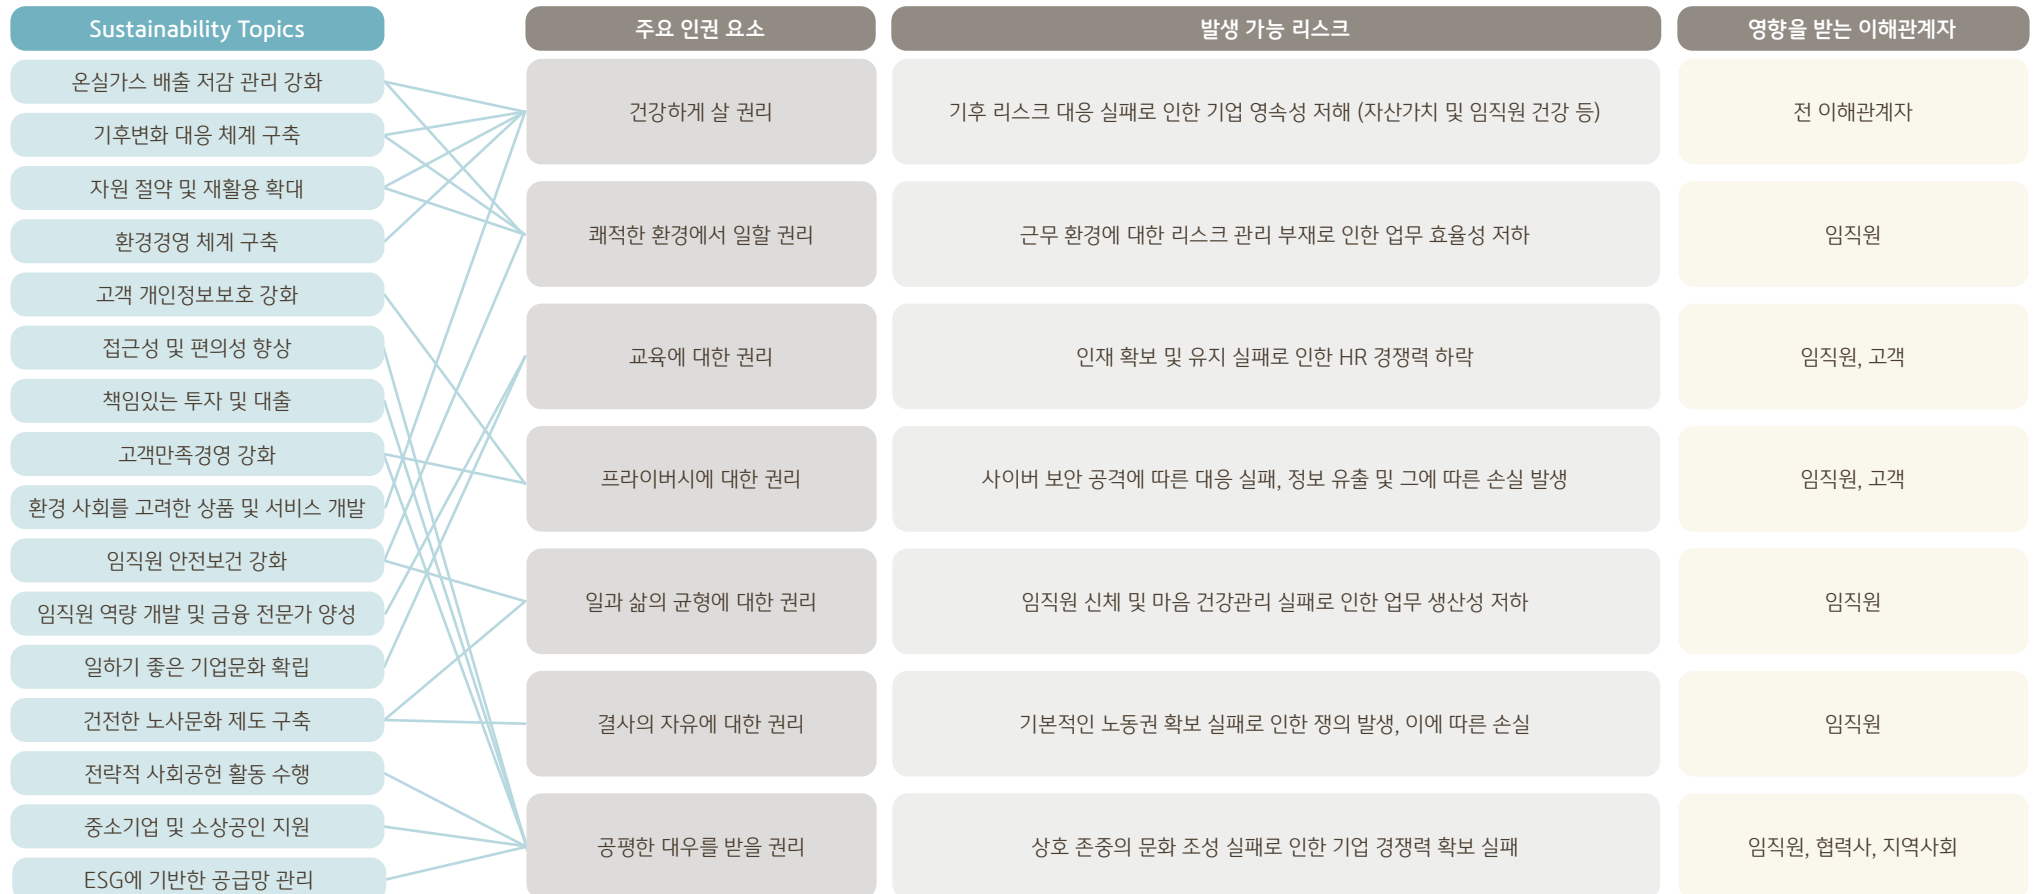 Sustainability Topics
온실가스 배출 저감 관리 강화
기후변화 대응 체계 구축
자원 절약 및 재활용 확대
환경경영 체계 구축
고객 개인정보보호 강화
접근성 및 편의성 향상
책임있는 투자 및 대출
고객만족경영 강화
환경 사회를 고려한 상품 및 서비스 개발
임직원 안전보건 강화
임직원 역량 개발 및 금융 전문가 양성
일하기 좋은 기업문화 확립
건전한 노사문화 제도 구축
전략적 사회공헌 활동 수행
중소기업 및 소상공인 지원
ESG에 기반한 공급망 관리
주요 인권 요소
건강하게 살 권리
쾌적한 환경에서 일할 권리
교육에 대한 권리
프라이버시에 대한 권리
일과 삶의 균형에 대한 권리
결사의 자유에 대한 권리
공평한 대우를 받을 권리
발생 가능 리스크
기후 리스크 대응 실패로 인한 기업 영속성 저해 (자산가치 및 임직원 건강 등)
근무 환경에 대한 리스크 관리 부재로 인한 업무 효율성 저하
인재 확보 및 유지 실패로 인한 HR 경쟁력 하락
사이버 보안 공격에 따른 대응 실패, 정보 유출 및 그에 따른 손실 발생
임직원 신체 및 마음 건강관리 실패로 인한 업무 생산성 저하
기본적인 노동권 확보 실패로 인한 쟁의 발생, 이에 따른 손실
상호 존중의 문화 조성 실패로 인한 기업 경쟁력 확보 실패
영향을 받는 이해관계자
전 이해관계자
임직원
임직원, 고객
임직원, 고객
임직원
임직원
임직원, 협력사, 지역사회